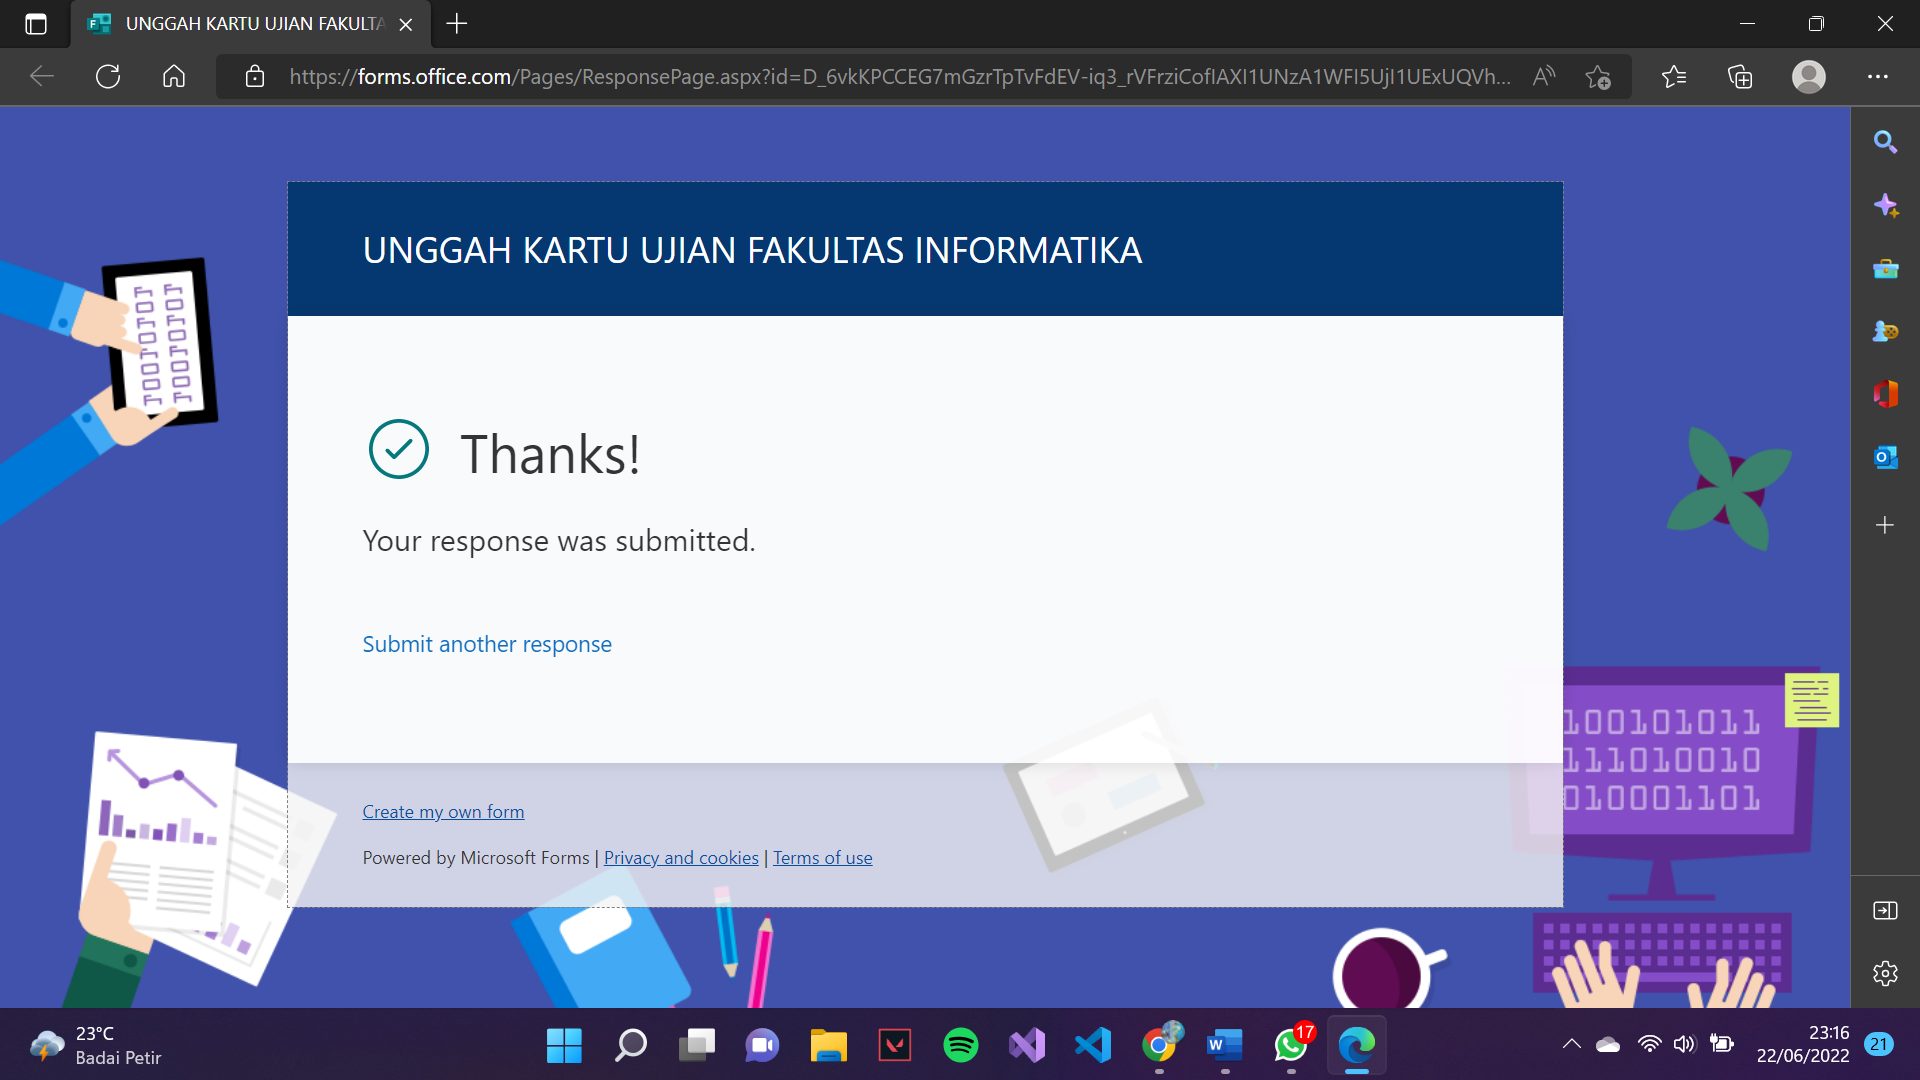 UNGGAH KARTU UJIAN FAKULTA
https://forms.office.com/Pages/ResponsePage.aspx?id=D_6vkKPCCEG7mGzrTpTvFdEV-iq3_rVFrziCofIAXI1UNzA1WFI5UjI1UExUQVh...
UNGGAH KARTU UJIAN FAKULTAS INFORMATIKA
Thanks!
Your response was submitted.
Submit another response
100101011
111010010
010001101
Create my own form
Powered by Microsoft Forms | Privacy and cookies | Terms of use
23°C
Badai Petir
17
23:16
22/06/2022
21